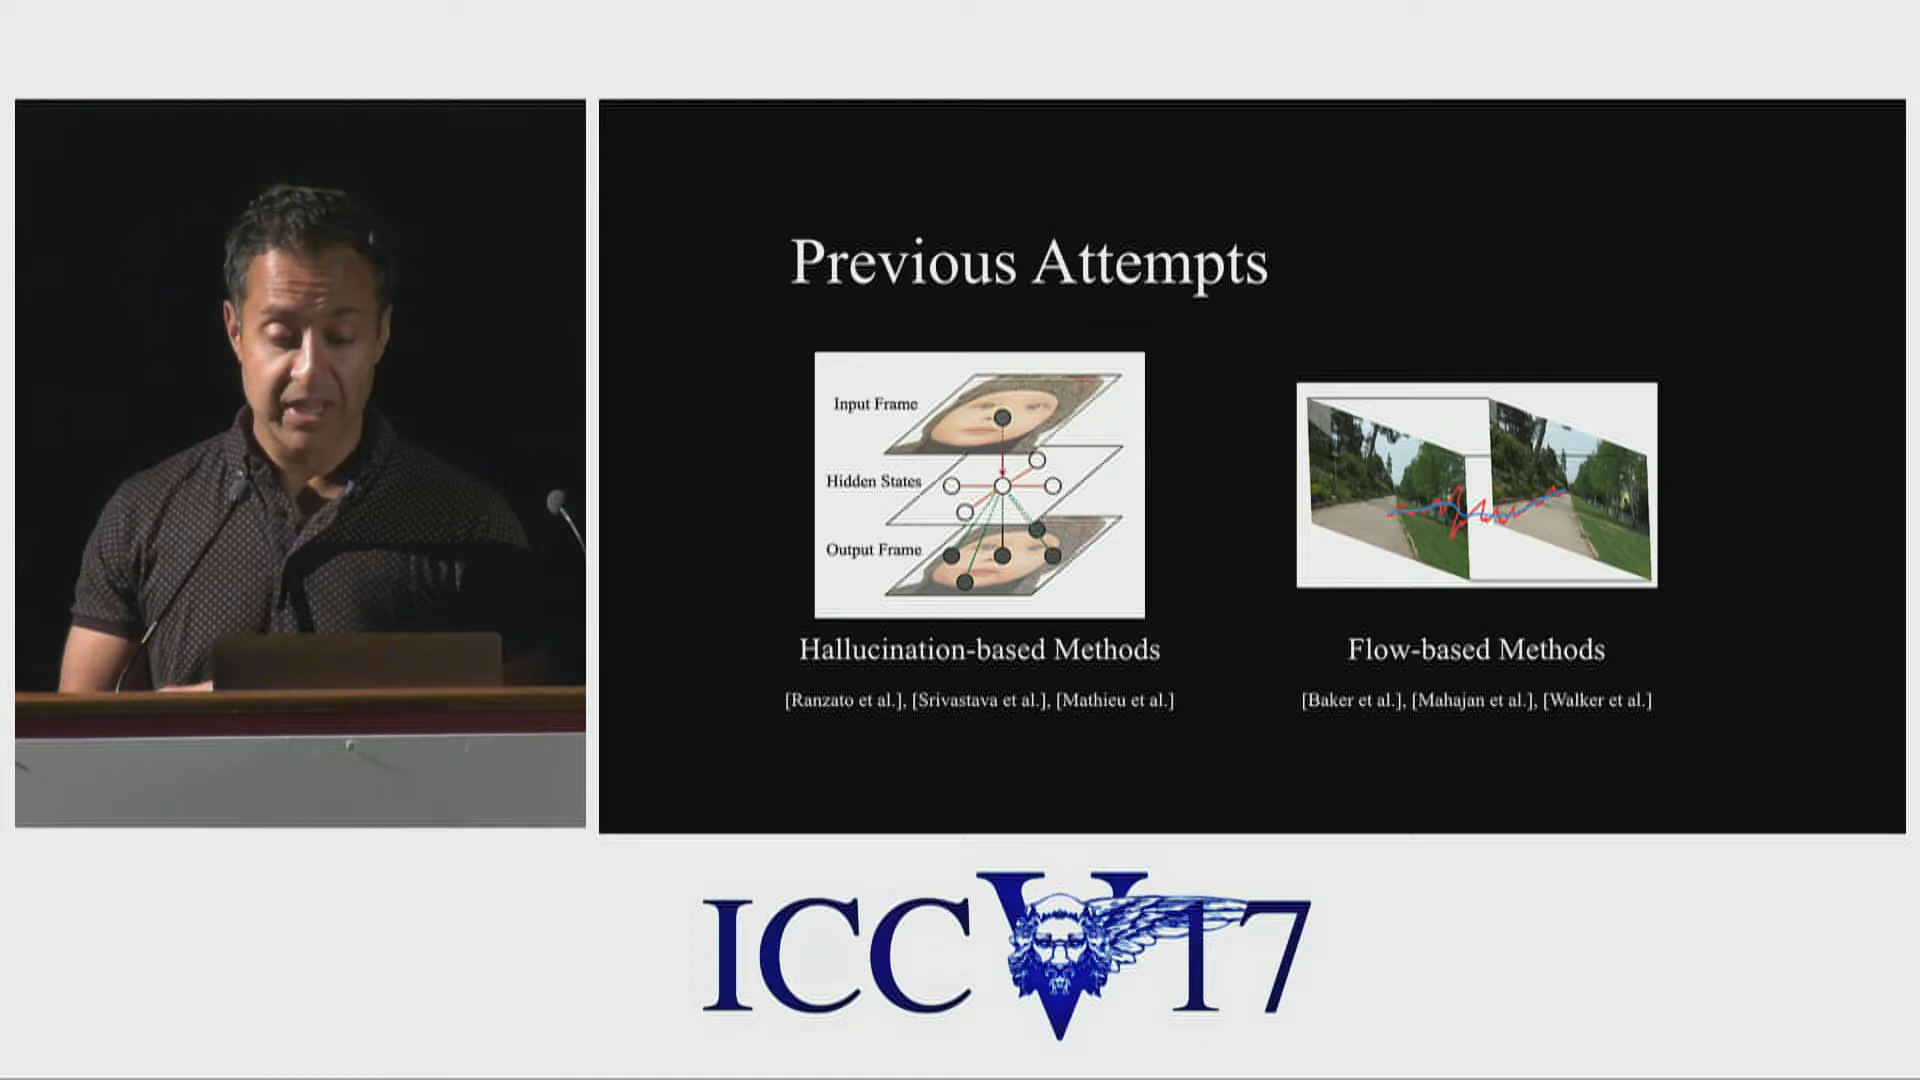 Previous Attempts
Input Frame
Hidden States
Output Frame
Hallucination-based Methods
[Ranzato et al.], [Srivastava et al.], [Mathieu et al.]
Flow-based Methods
[Baker et al.], [Mahajan et al.], [Walker et al.]
ICCV17